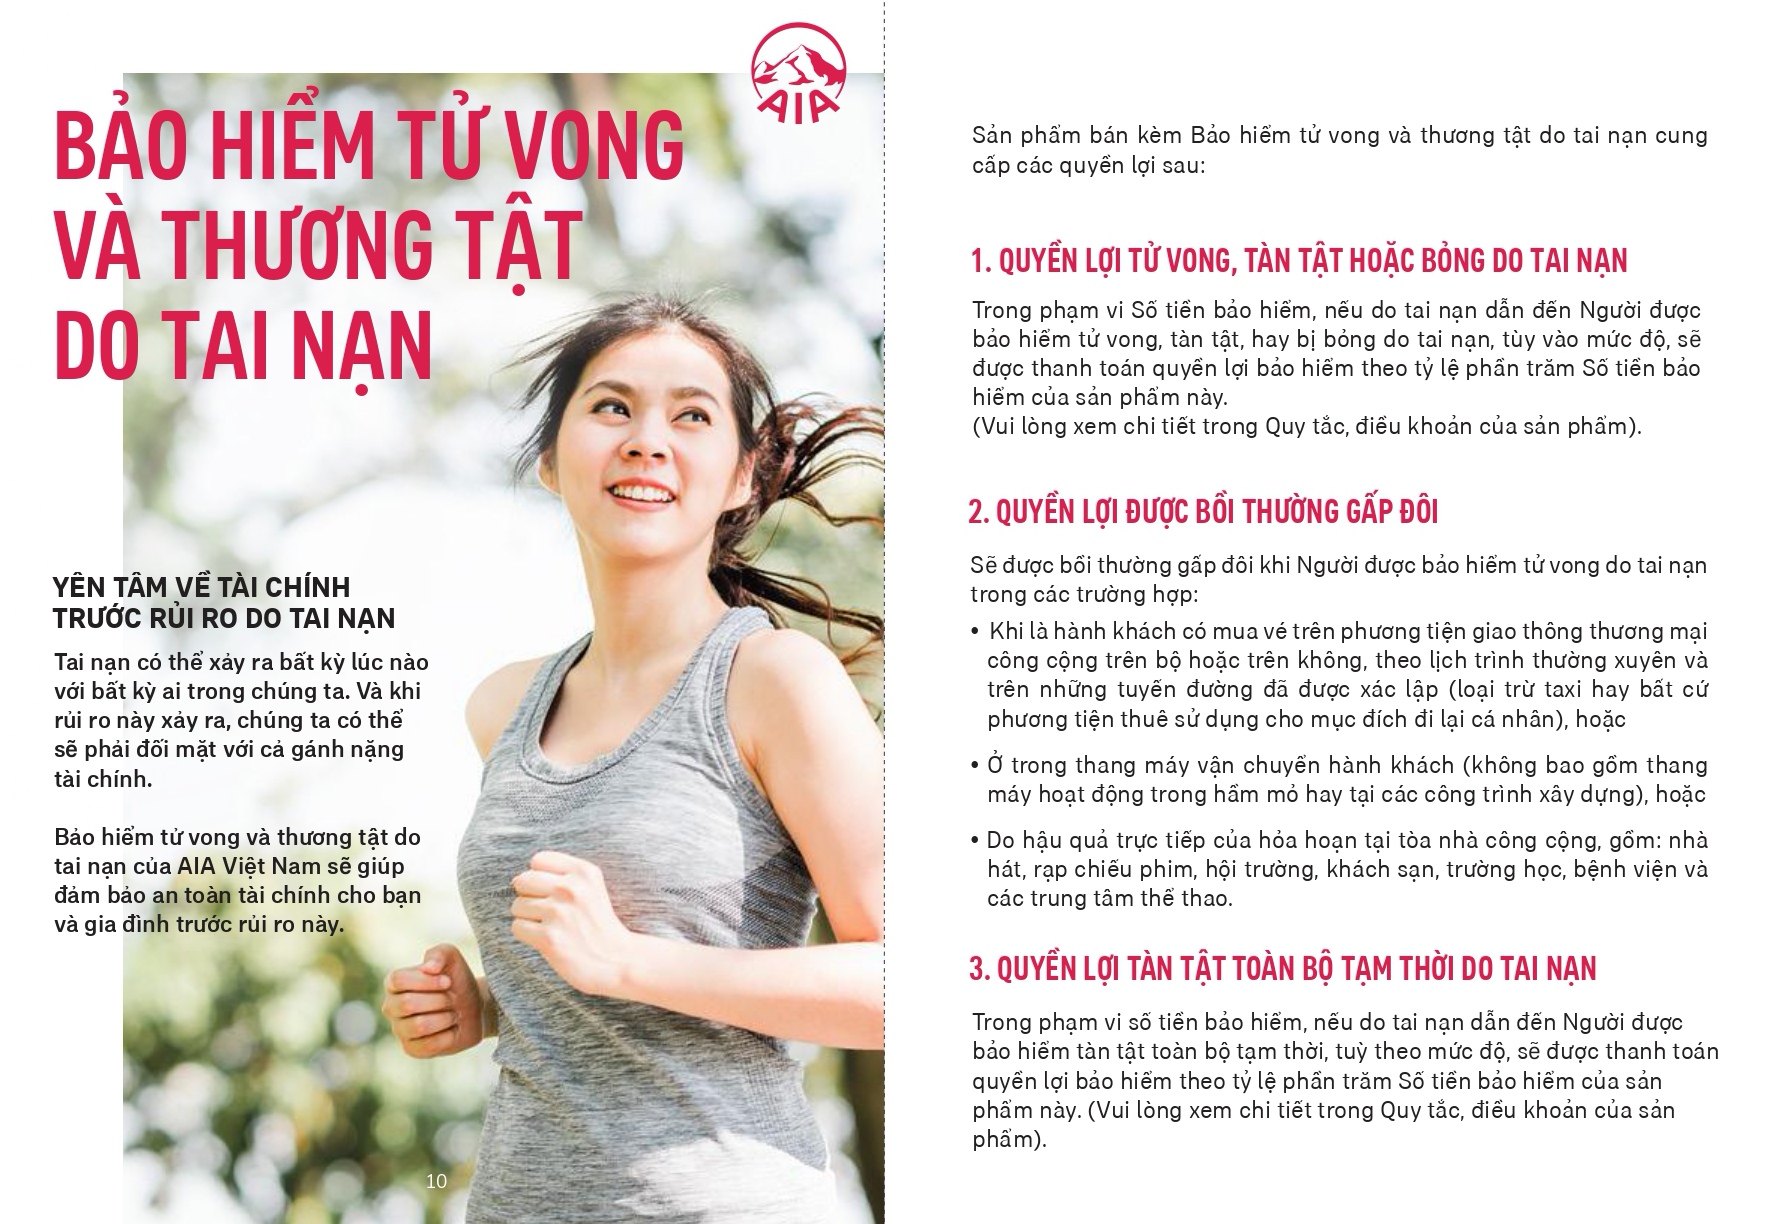 AIA
BẢO HIỂM TỬ VONG
VÀ THƯƠNG TẬT
DO TAI NẠN
YÊN TÂM VỀ TÀI CHÍNH
TRƯỚC RỦI RO DO TAI NẠN
Tai nạn có thể xảy ra bất kỳ lúc nào
với bất kỳ ai trong chúng ta. Và khi
rủi ro này xảy ra, chúng ta có thể
sẽ phải đối mặt với cả gánh nặng
tài chính.
Bảo hiểm tử vong và thương tật do
tai nạn của AIA Việt Nam sẽ giúp
đảm bảo an toàn tài chính cho bạn
và gia đình trước rủi ro này.
10
Sản phẩm bán kèm Bảo hiểm tử vong và thương tật do tai nạn cung
cấp các quyền lợi sau:
1. QUYỀN LỢI TỬ VONG, TÀN TẬT HOẶC BỎNG DO TAI NẠN
Trong phạm vi Số tiền bảo hiểm, nếu do tai nạn dẫn đến Người được
bảo hiểm tử vong, tàn tật, hay bị bỏng do tai nạn, tùy vào mức độ, sẽ
được thanh toán quyền lợi bảo hiểm theo tỷ lệ phần trăm Số tiền bảo
hiểm của sản phẩm này.
(Vui lòng xem chi tiết trong Quy tắc, điều khoản của sản phẩm).
2. QUYỀN LỢI ĐƯỢC BỒI THƯỜNG GẤP ĐÔI
Sẽ được bồi thường gấp đôi khi Người được bảo hiểm tử vong do tai nạn
trong các trường hợp:
• Khi là hành khách có mua vé trên phương tiện giao thông thương mại
công cộng trên bộ hoặc trên không, theo lịch trình thường xuyên và
trên những tuyến đường đã được xác lập (loại trừ taxi hay bất cứ
phương tiện thuê sử dụng cho mục đích đi lại cá nhân), hoặc
• Ở trong thang máy vận chuyển hành khách (không bao gồm thang
máy hoạt động trong hầm mỏ hay tại các công trình xây dựng), hoặc
• Do hậu quả trực tiếp của hỏa hoạn tại tòa nhà công cộng, gồm: nhà
hát, rạp chiếu phim, hội trường, khách sạn, trường học, bệnh viện và
các trung tâm thể thao.
3. QUYỀN LỢI TÀN TẬT TOÀN BỘ TẠM THỜI DO TAI NẠN
Trong phạm vi số tiền bảo hiểm, nếu do tai nạn dẫn đến Người được
bảo hiểm tàn tật toàn bộ tạm thời, tuỳ theo mức độ, sẽ được thanh toán
quyền lợi bảo hiểm theo tỷ lệ phần trăm Số tiền bảo hiểm của sản
phẩm này. (Vui lòng xem chi tiết trong Quy tắc, điều khoản của sản
phẩm).